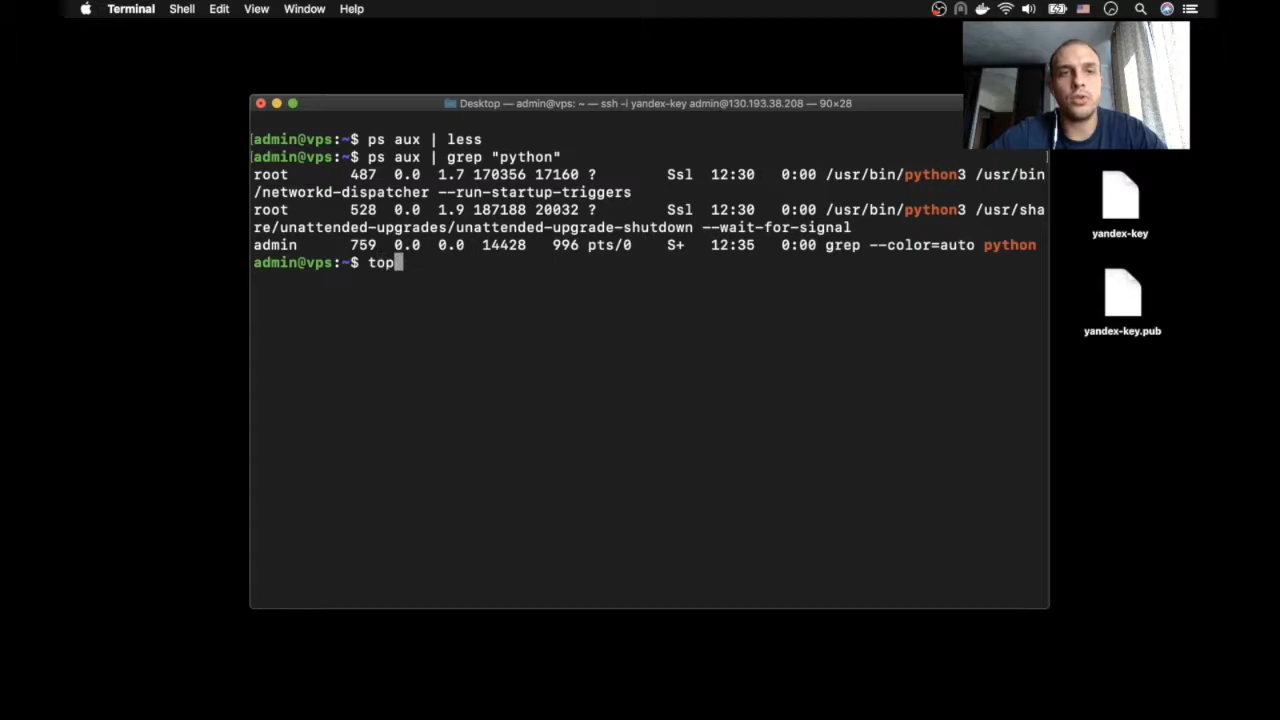 Terminal Shell Edit View Window Help
Desktop — admin@vps: ~ — ssh -i yandex-key admin@130.193.38.208 — 90×28
[admin@vps:~$ ps aux | less
[admin@vps:~$ ps aux | grep "python" ]
root 487 0.0 1.7 170356 17160 ? Ssl 12:30 0:00 /usr/bin/python3 /usr/bin
/networkd-dispatcher --run-startup-triggers
root 528 0.0 1.9 187188 20032 ? Ssl 12:30 0:00 /usr/bin/python3 /usr/sha
re/unattended-upgrades/unattended-upgrade-shutdown --wait-for-signal
admin 759 0.0 0.0 14428 996 pts/0 S+ 12:35 0:00 grep --color=auto python
admin@vps:~$ top
yandex-key
yandex-key.pub